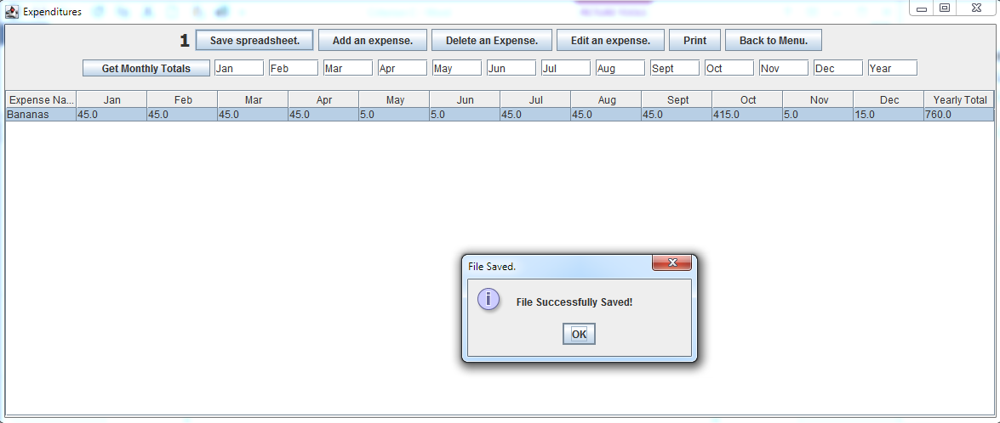 Expenditures
1 Save spreadsheet. Add an expense. Delete an Expense. Edit an expense. Print Back to Menu.
Get Monthly Totals Jan Feb Mar Apr May Jun Jul Aug Sept Oct Nov Dec Year
Expense Na... Jan Feb Mar Apr May Jun Jul Aug Sept Oct Nov Dec Yearly Total
Bananas 45.0 45.0 45.0 45.0 5.0 5.0 45.0 45.0 45.0 415.0 5.0 15.0 760.0
File Saved.
File Successfully Saved!
OK